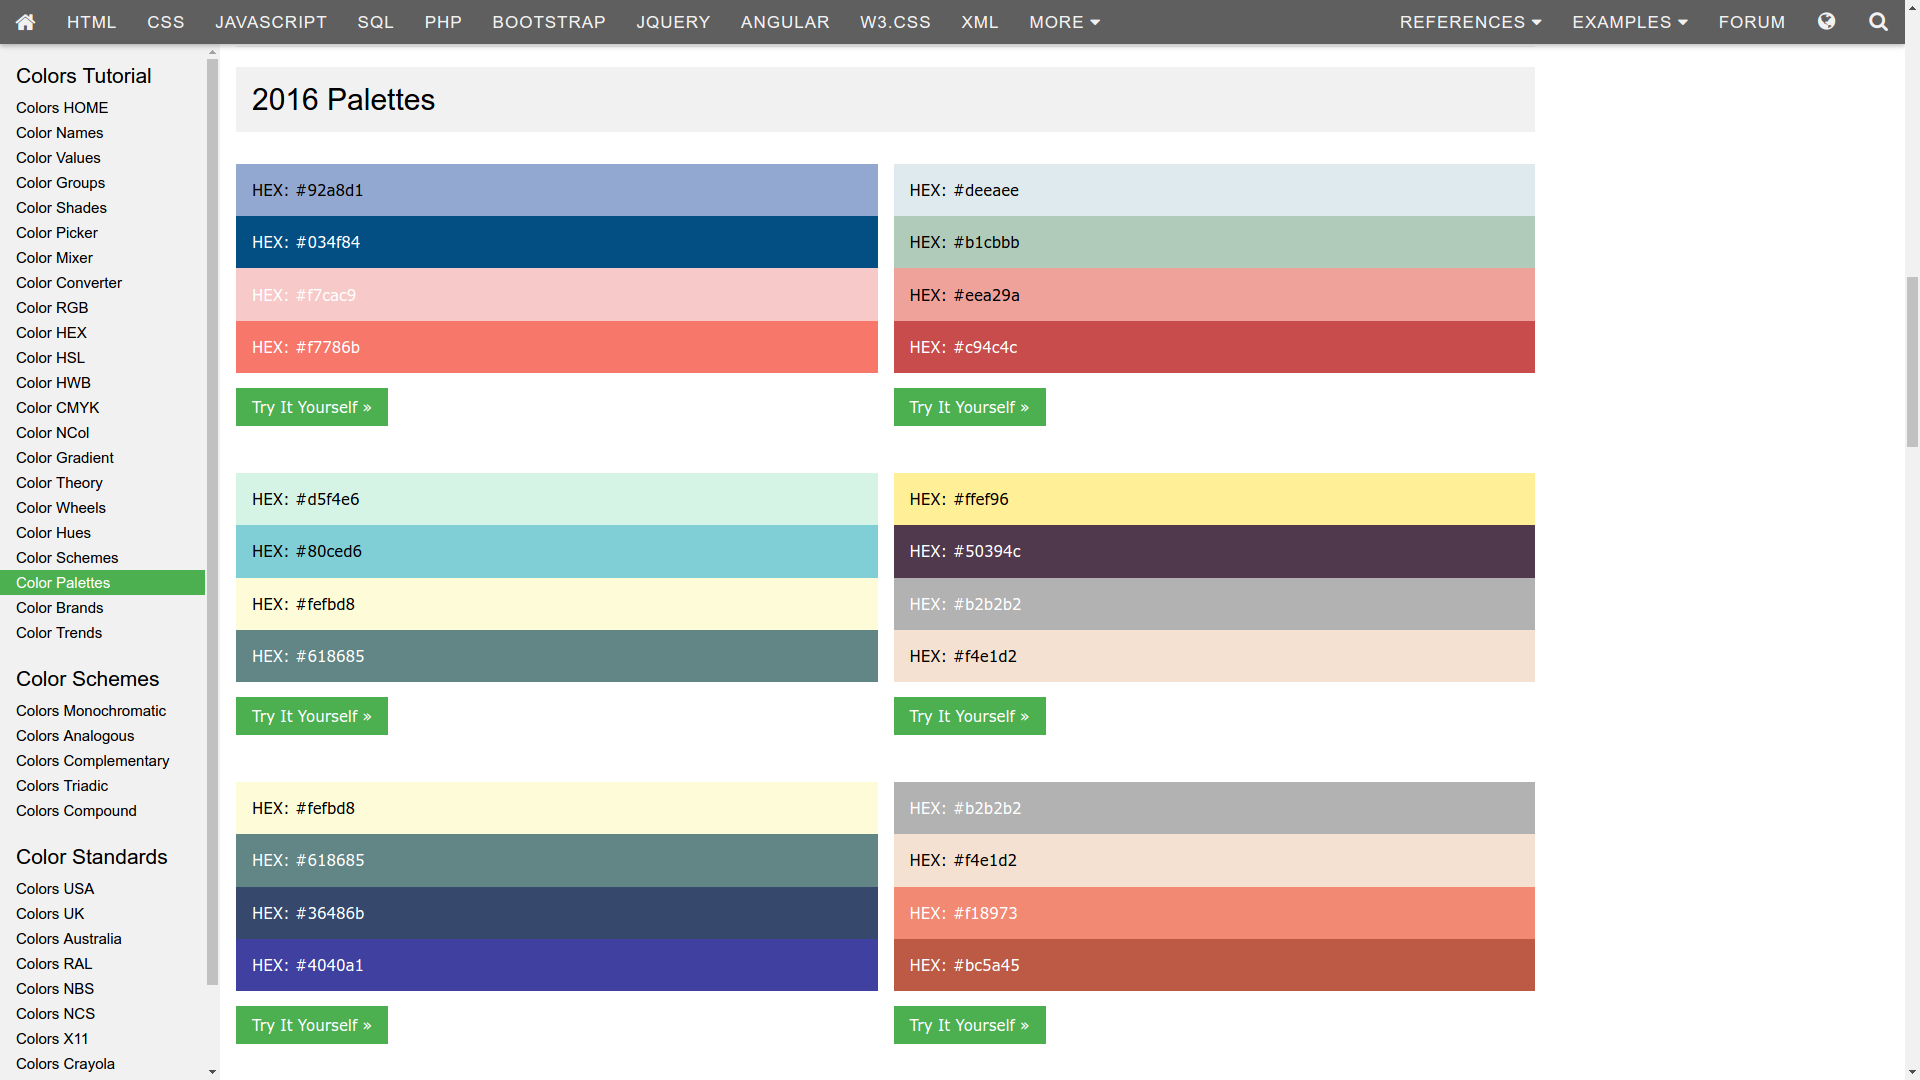 HTML CSS JAVASCRIPT SQL PHP BOOTSTRAP JQUERY ANGULAR W3.CSS XML MORE REFERENCES EXAMPLES FORUM
Colors Tutorial
Colors HOME
Color Names
Color Values
Color Groups
Color Shades
Color Picker
Color Mixer
Color Converter
Color RGB
Color HEX
Color HSL
Color HWB
Color CMYK
Color NCol
Color Gradient
Color Theory
Color Wheels
Color Hues
Color Schemes
Color Palettes
Color Brands
Color Trends
Color Schemes
Colors Monochromatic
Colors Analogous
Colors Complementary
Colors Triadic
Colors Compound
Color Standards
Colors USA
Colors UK
Colors Australia
Colors RAL
Colors NBS
Colors NCS
Colors X11
Colors Crayola
2016 Palettes
HEX: #92a8d1
HEX: #034f84
HEX: #f7cac9
HEX: #f7786b
Try It Yourself »
HEX: #deeaee
HEX: #b1cbbb
HEX: #eea29a
HEX: #c94c4c
Try It Yourself »
HEX: #d5f4e6
HEX: #80ced6
HEX: #fefbd8
HEX: #618685
Try It Yourself »
HEX: #ffef96
HEX: #50394c
HEX: #b2b2b2
HEX: #f4e1d2
Try It Yourself »
HEX: #fefbd8
HEX: #618685
HEX: #36486b
HEX: #4040a1
Try It Yourself »
HEX: #b2b2b2
HEX: #f4e1d2
HEX: #f18973
HEX: #bc5a45
Try It Yourself »